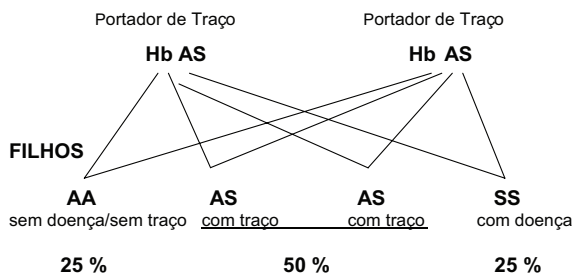 Portador de Traço Portador de Traço
Hb AS Hb AS
FILHOS
AA AS AS SS
sem doença/sem traço com traço com traço com doença
25 % 50 % 25 %